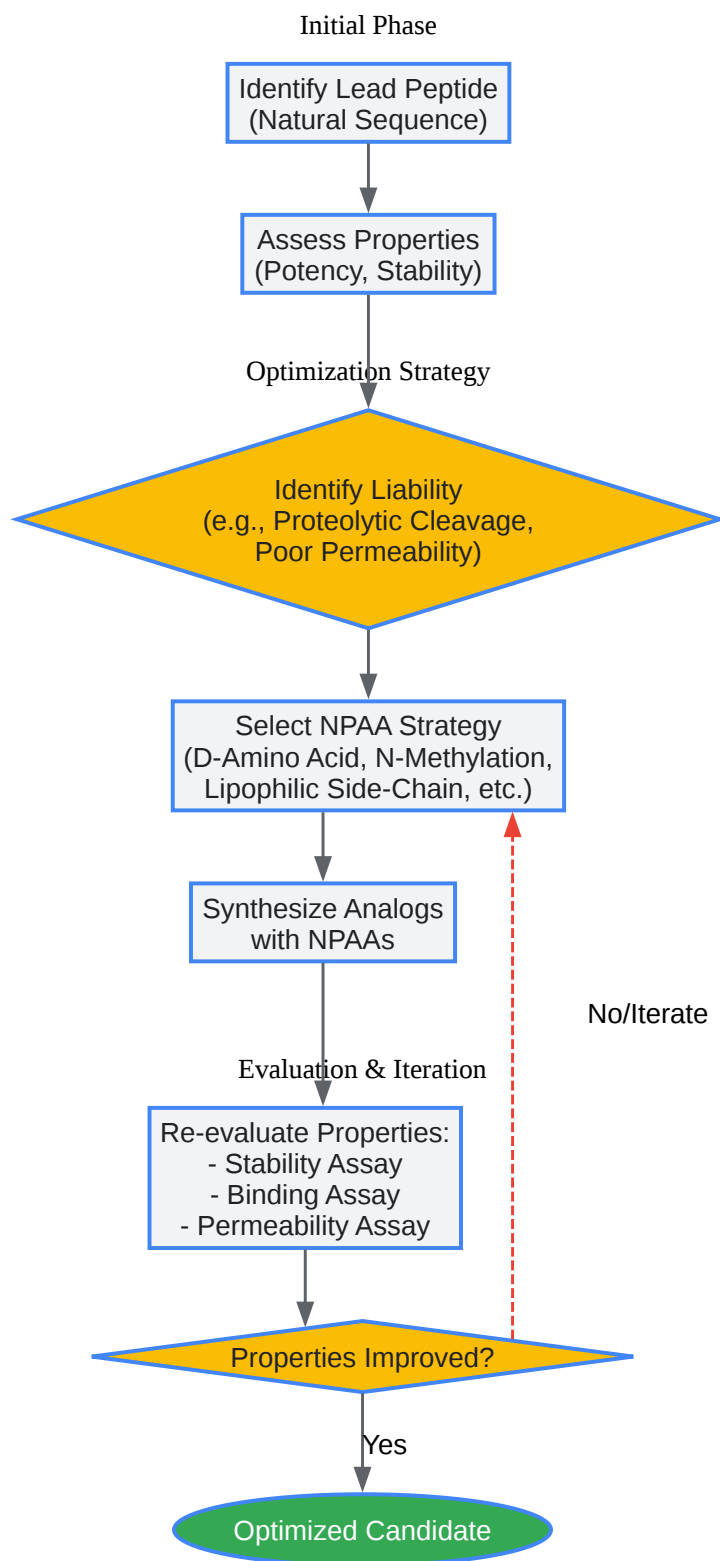 Initial Phase
Identify Lead Peptide
(Natural Sequence)
Assess Properties
(Potency, Stability)
Optimization Strategy
Identify Liability
(e.g., Proteolytic Cleavage,
Poor Permeability)
Select NPAA Strategy
(D-Amino Acid, N-Methylation,
Lipophilic Side-Chain, etc.)
Synthesize Analogs
with NPAAs
No/Iterate
Evaluation & Iteration
Re-evaluate Properties:
- Stability Assay
- Binding Assay
- Permeability Assay
Properties Improved?
Yes
Optimized Candidate